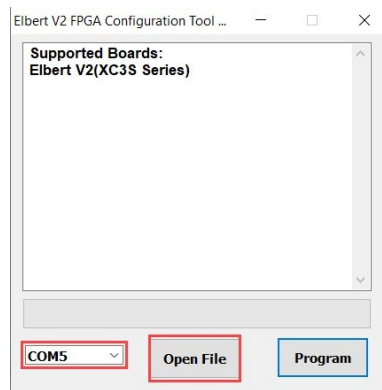 Elbert V2 FPGA Configuration Tool ...
Supported Boards:
Elbert V2(XC3S Series)
COM5
Open File
Program